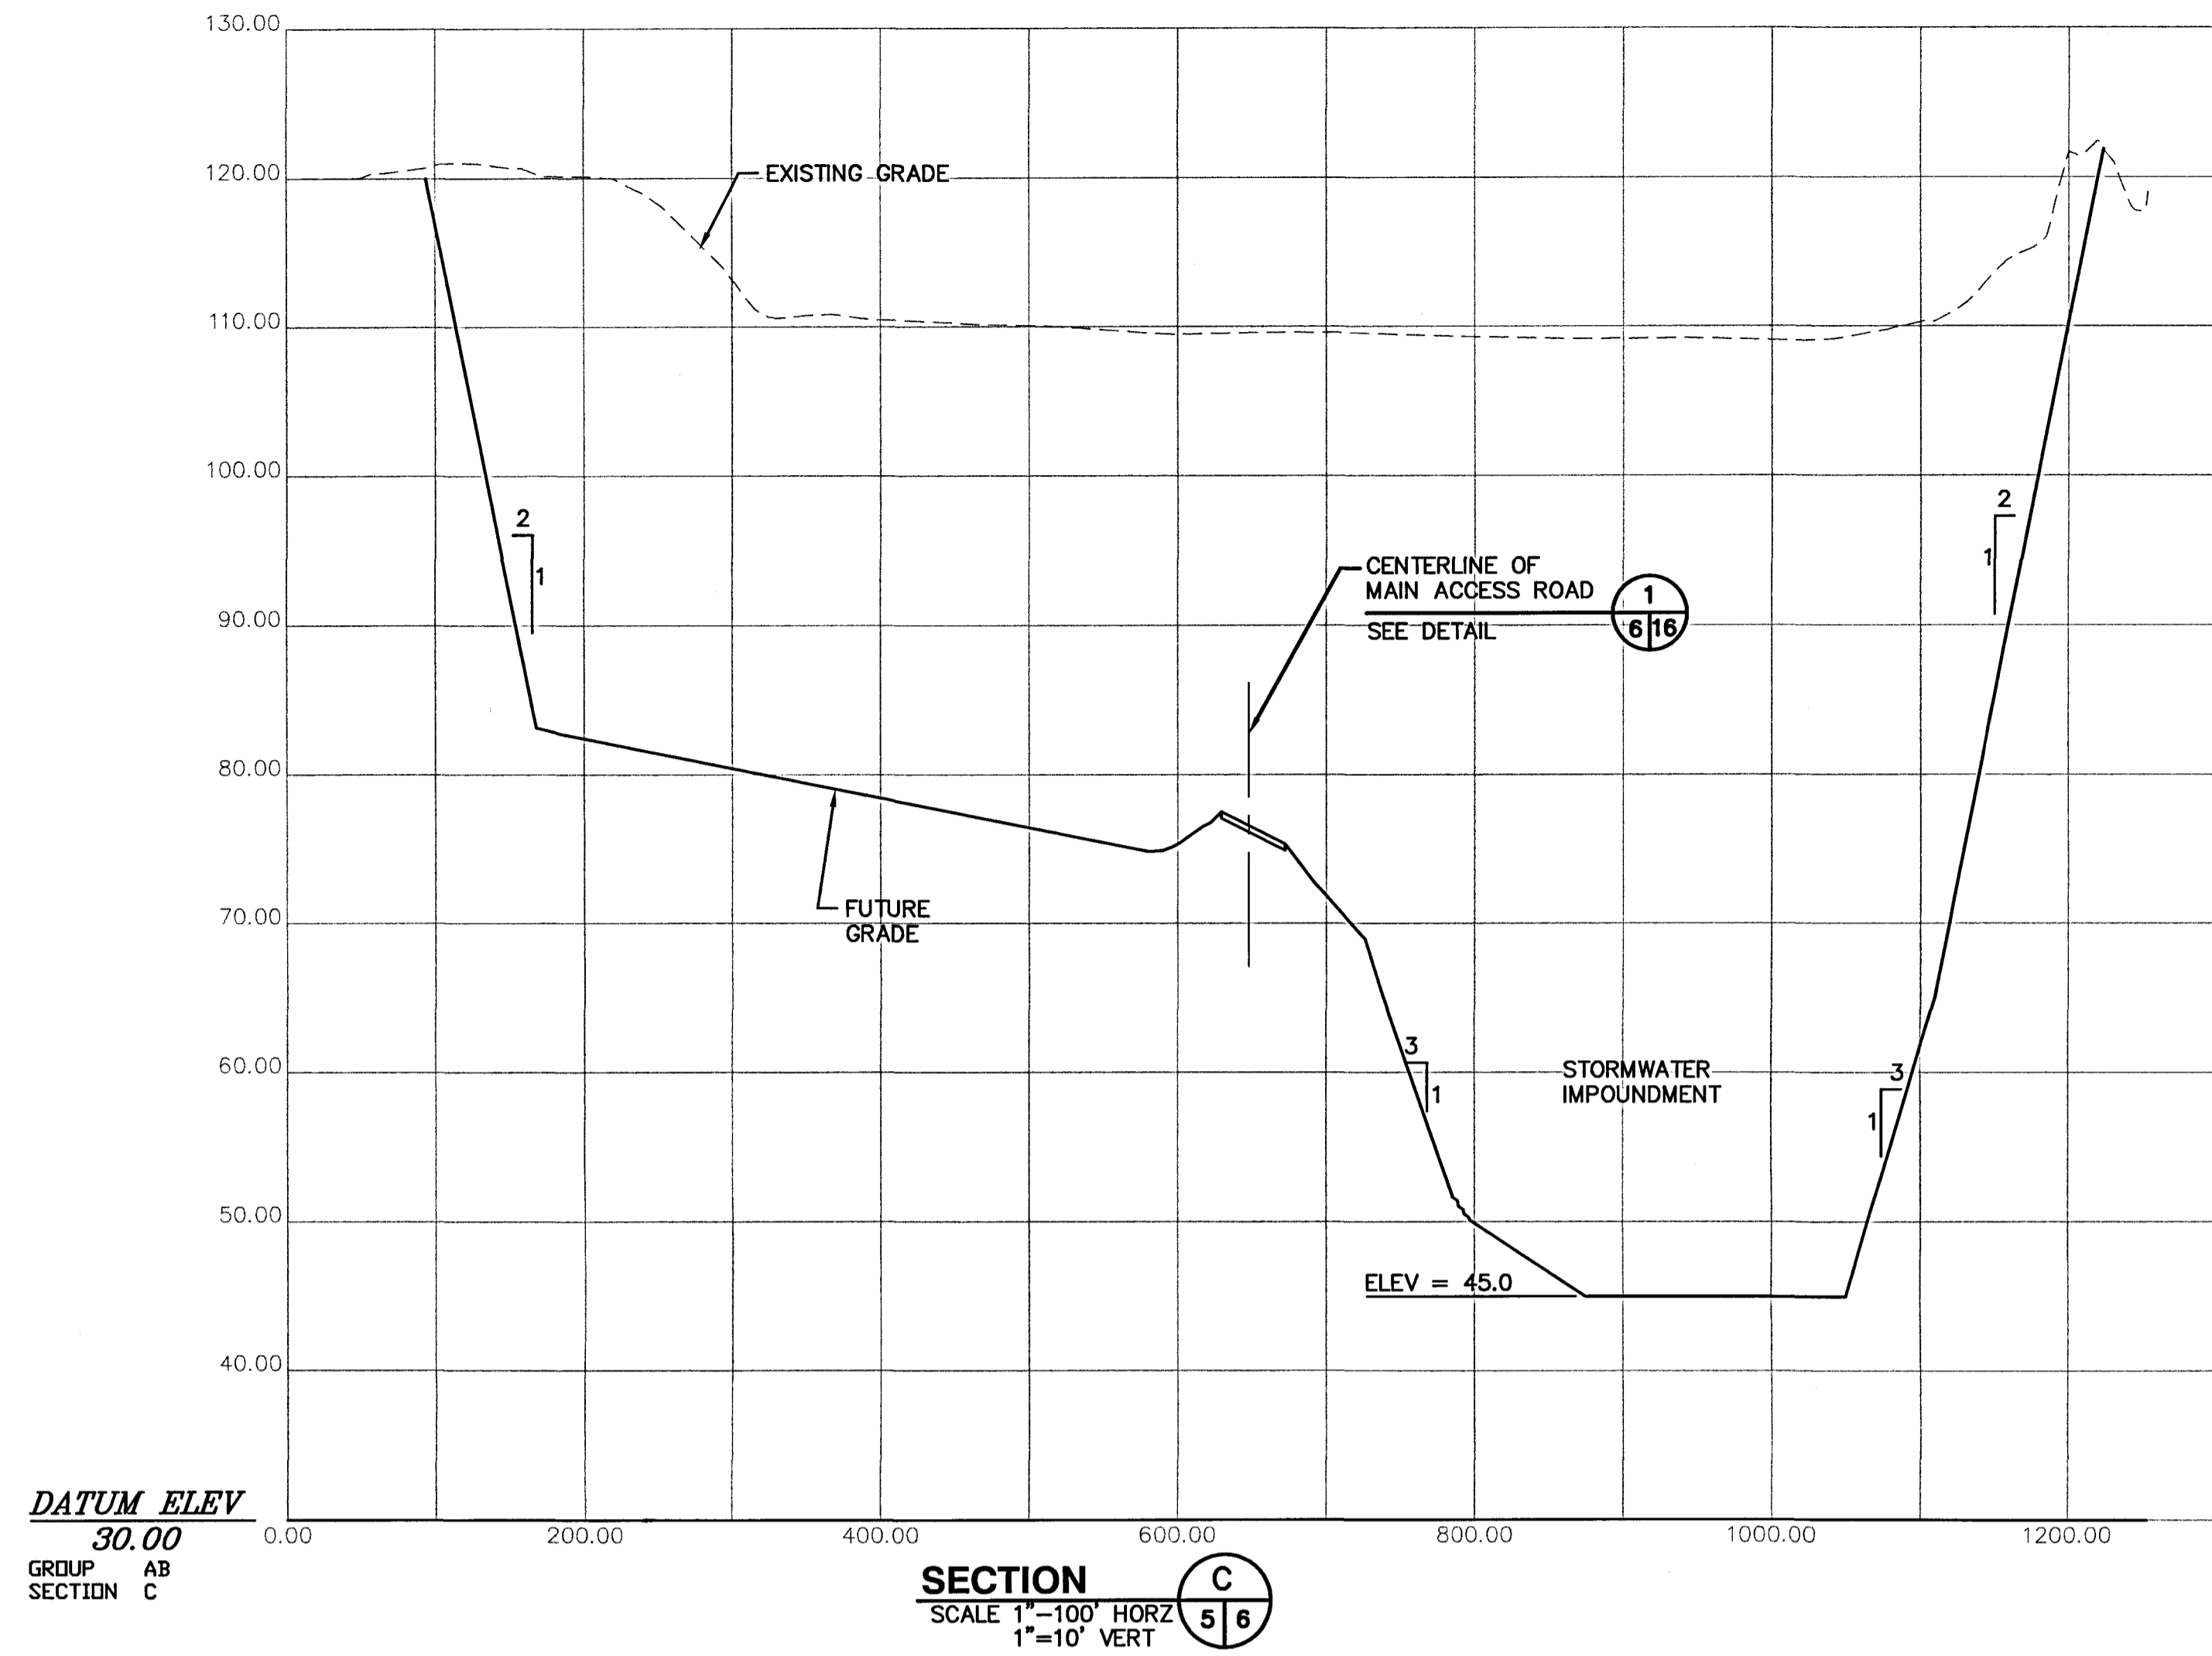 130.00
120.00
EXISTING GRADE
110.00
100.00
2
1
2
1
CENTERLINE OF
MAIN ACCESS ROAD
SEE DETAIL
1
6 16
90.00
80.00
FUTURE
GRADE
70.00
60.00
3
1
STORMWATER
IMPOUNDMENT
3
1
50.00
ELEV = 45.0
40.00
DATUM ELEV
30.00
GROUP AB
SECTION C
0.00 200.00 400.00 600.00 800.00 1000.00 1200.00
SECTION
C
5 6
SCALE 1"-100' HORZ
1"=10' VERT